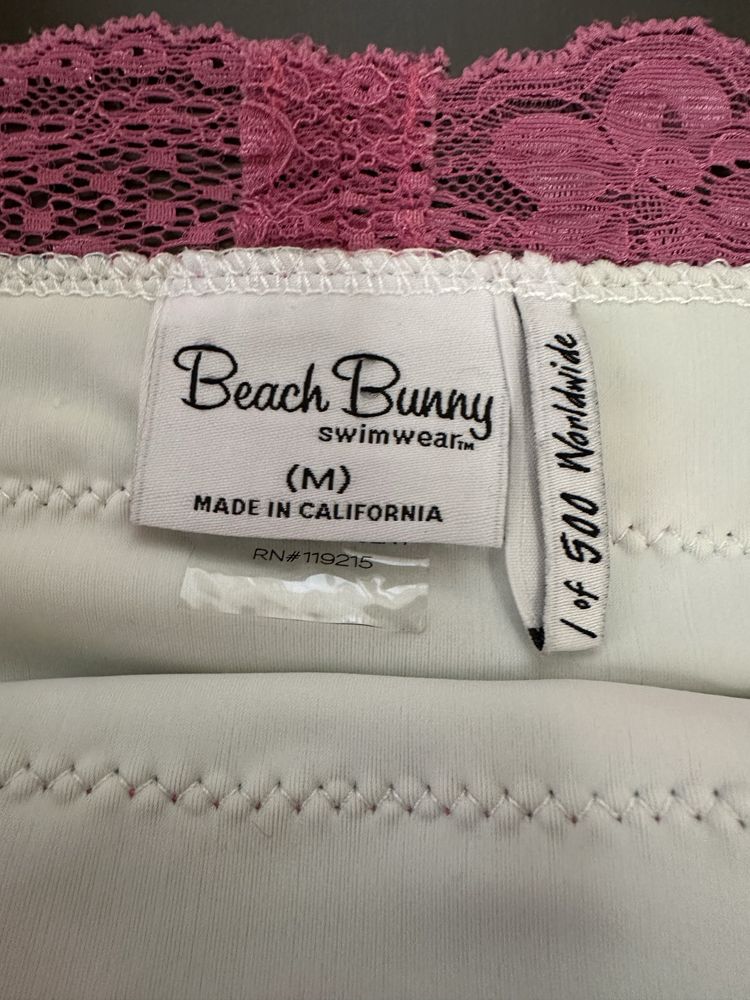 Beach Bunny
swimwear™
(M)
MADE IN CALIFORNIA
RN#119215
1 of 500 Worldwide